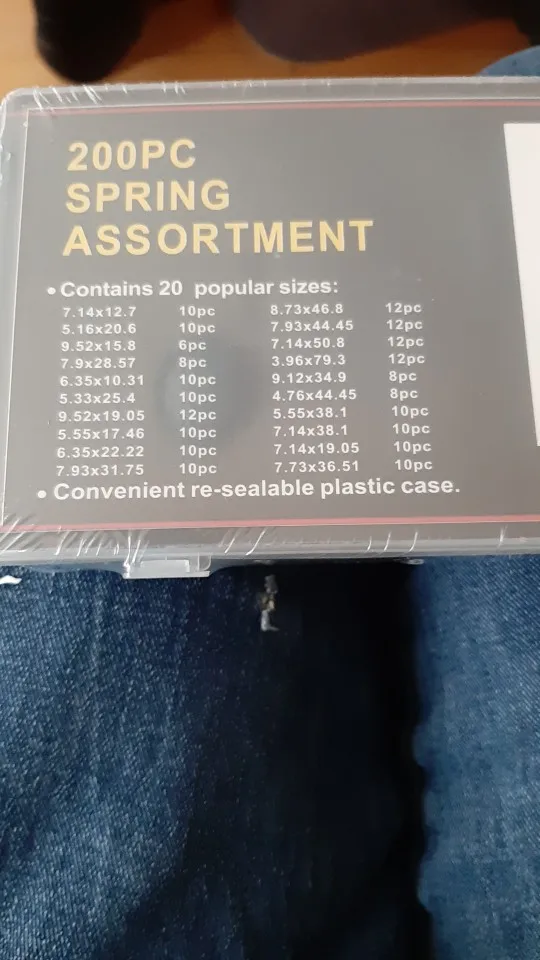 200PC
SPRING
ASSORTMENT
• Contains 20 popular sizes:
7.14x12.7 10pc 8.73x46.8 12pc
5.16x20.6 10pc 7.93x44.45 12pc
9.52x15.8 6pc 7.14x50.8 12pc
7.9x28.57 8pc 3.96x79.3 12pc
6.35x10.31 10pc 9.12x34.9 8pc
5.33x25.4 10pc 4.76x44.45 8pc
9.52x19.05 12pc 5.55x38.1 10pc
5.55x17.46 10pc 7.14x38.1 10pc
6.35x22.22 10pc 7.14x19.05 10pc
7.93x31.75 10pc 7.73x36.51 10pc
• Convenient re-sealable plastic case.